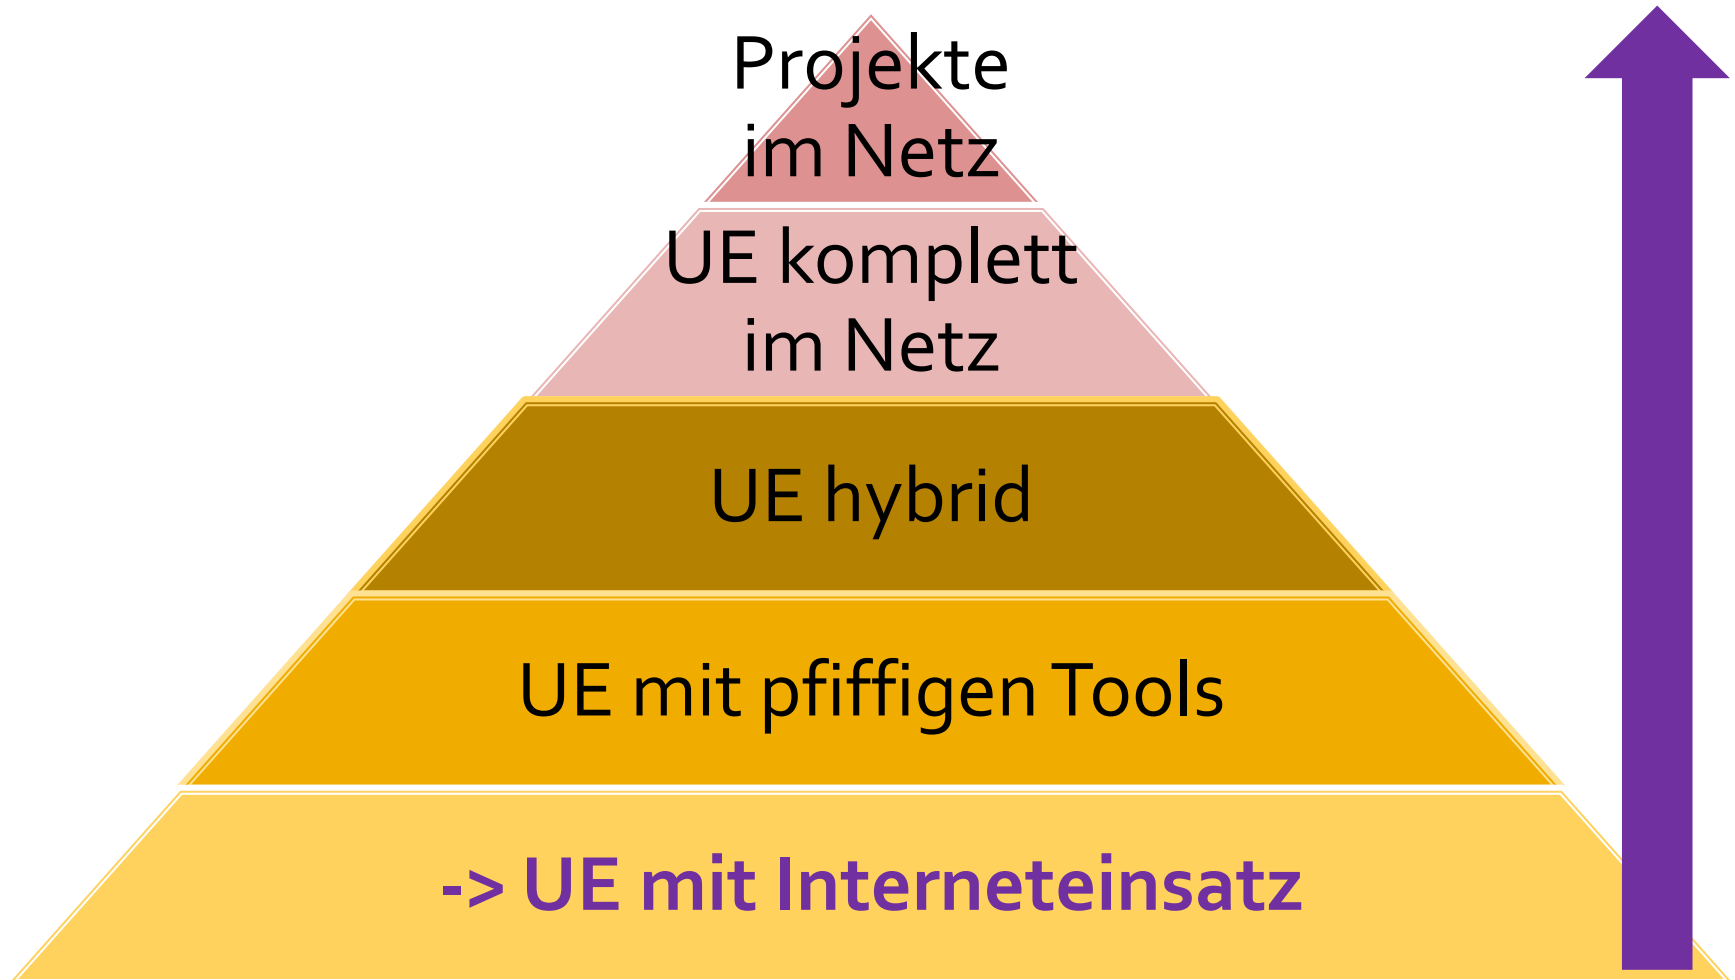 Projekte
im Netz
UE komplett
im Netz
UE hybrid
UE mit pfiffigen Tools
-> UE mit Interneteinsatz